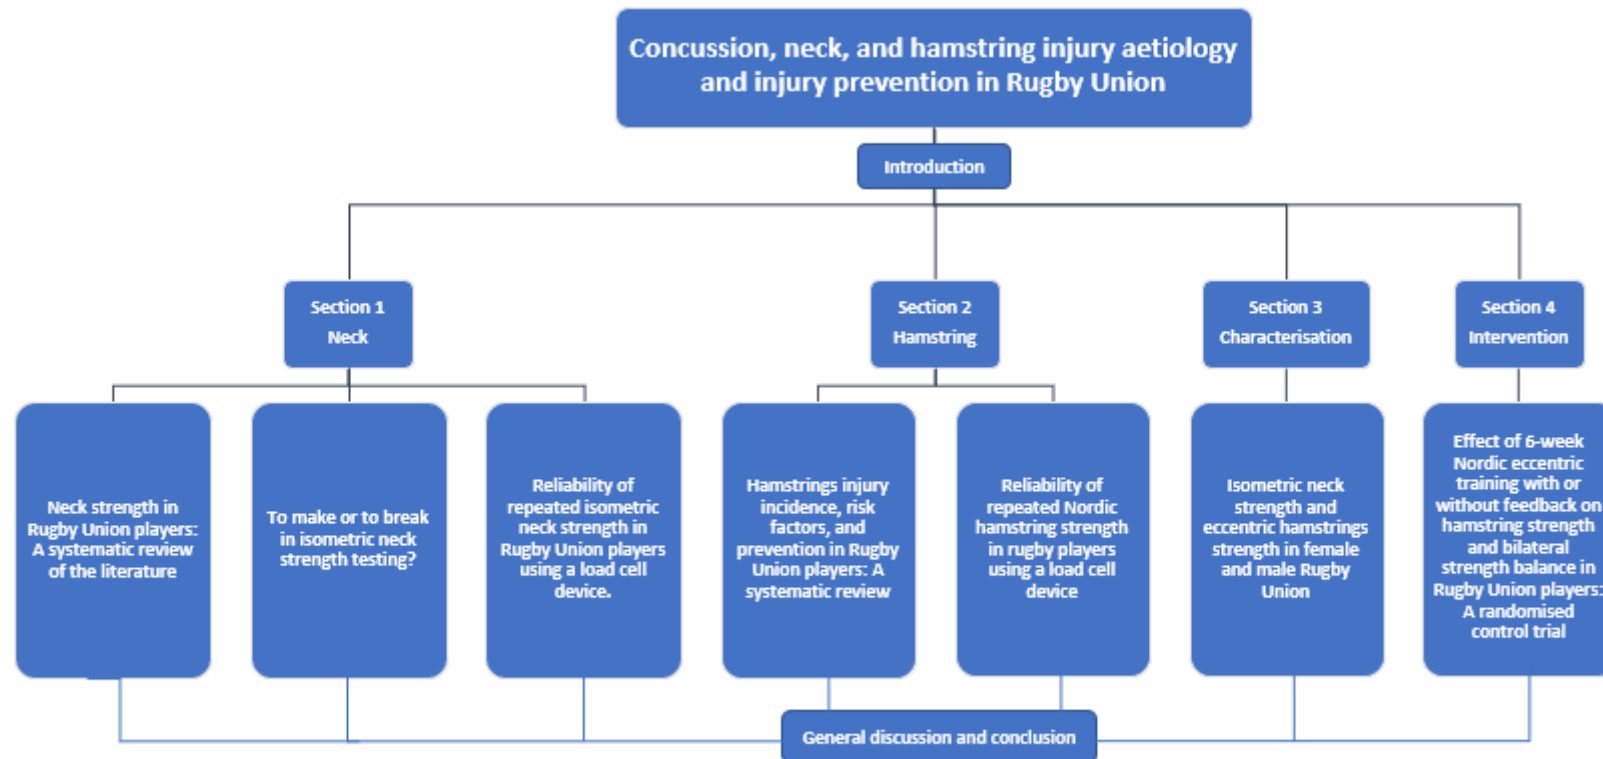 Concussion, neck, and hamstring injury aetiology
and injury prevention in Rugby Union
Introduction
Section 1
Neck
Section 2
Hamstring
Section 3
Characterisation
Section 4
Intervention
Neck strength in
Rugby Union players:
A systematic review
of the literature
To make or to break
in isometric neck
strength testing?
Reliability of
repeated isometric
neck strength in
Rugby Union players
using a load cell
device.
Hamstrings injury
incidence, risk
factors, and
prevention in Rugby
Union players: A
systematic review
Reliability of
repeated Nordic
hamstring strength
in rugby players
using a load cell
device
Isometric neck
strength and
eccentric hamstrings
strength in female
and male Rugby
Union
Effect of 6-week
Nordic eccentric
training with or
without feedback on
hamstring strength
and bilateral
strength balance in
Rugby Union players:
A randomised
control trial
General discussion and conclusion